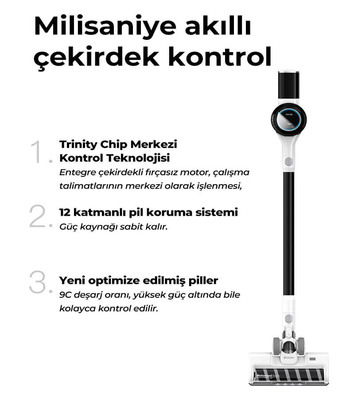 Milisaniye akıllı
çekirdek kontrol
1.
Trinity Chip Merkezi
Kontrol Teknolojisi
Entegre çekirdekli fırçasız motor, çalışma
talimatlarının merkezi olarak işlenmesi,
2.
12 katmanlı pil koruma sistemi
Güç kaynağı sabit kalır.
3.
Yeni optimize edilmiş piller
9C deşarj oranı, yüksek güç altında bile
kolayca kontrol edilir.